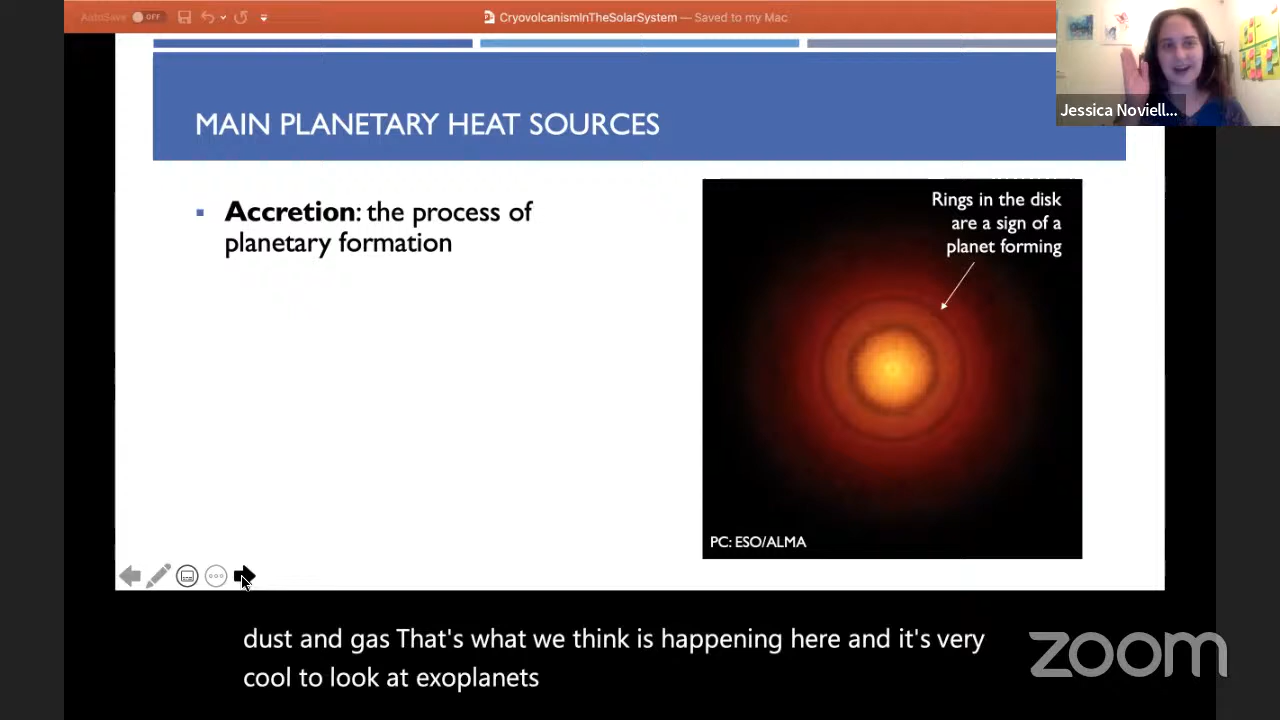 AutoSave OFF
CryovolcanismInTheSolarSystem — Saved to my Mac
Jessica Noviell...
MAIN PLANETARY HEAT SOURCES
Accretion: the process of
planetary formation
Rings in the disk
are a sign of a
planet forming
PC: ESO/ALMA
dust and gas That's what we think is happening here and it's very
cool to look at exoplanets
zoom